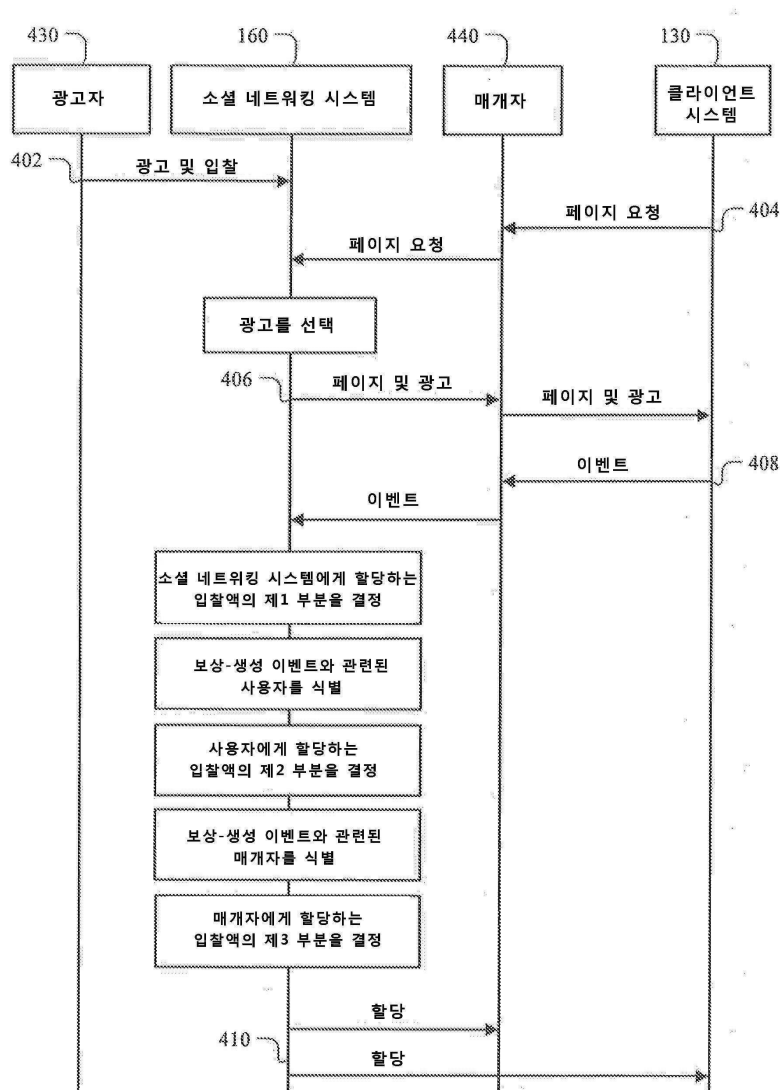 430
160
440
130
광고자
소셜 네트워킹 시스템
매개자
클라이언트
시스템
402
광고 및 입찰
페이지 요청
404
페이지 요청
광고를 선택
406
페이지 및 광고
페이지 및 광고
이벤트
408
이벤트
소셜 네트워킹 시스템에게 할당하는
입찰액의 제1 부분을 결정
보상-생성 이벤트와 관련된
사용자를 식별
사용자에게 할당하는
입찰액의 제2 부분을 결정
보상-생성 이벤트와 관련된
매개자를 식별
매개자에게 할당하는
입찰액의 제3 부분을 결정
할당
410
할당